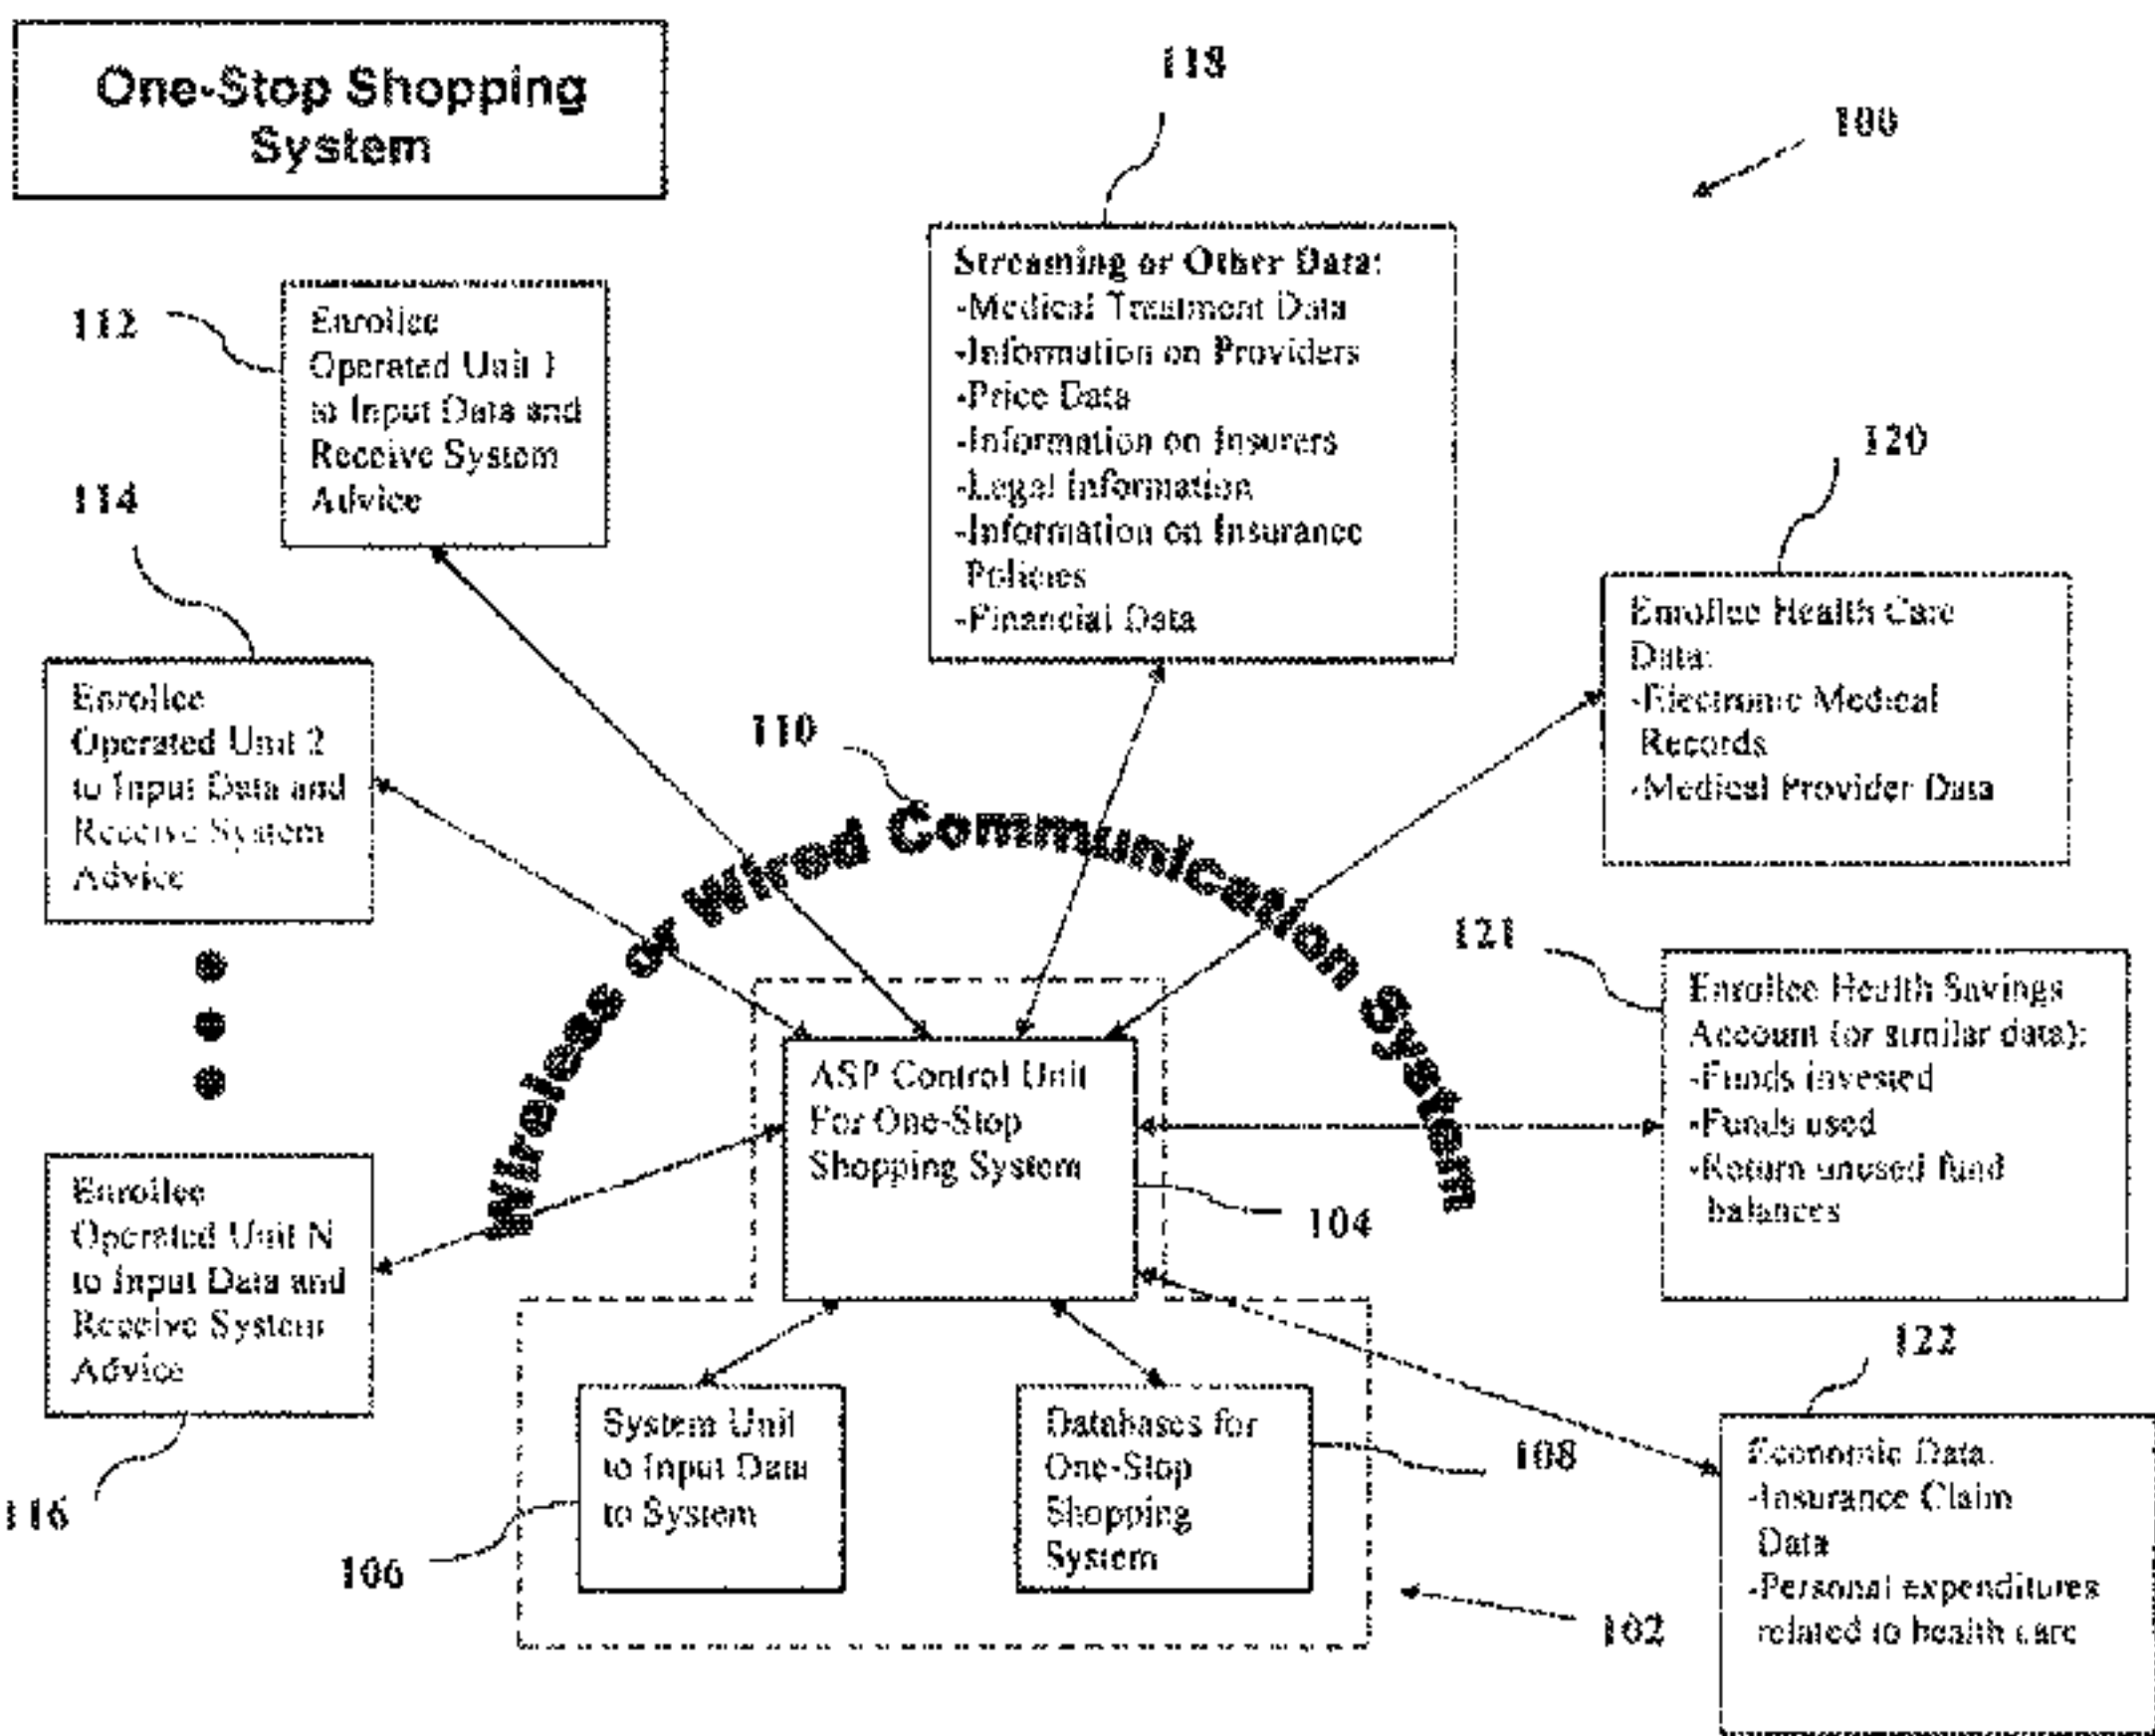 One-Stop Shopping
System
118
100
112
Enrollee
Operated Unit 1
to Input Data and
Receive System
Advice
Streaming or Other Data:
-Medical Treatment Data
-Information on Providers
-Price Data
-Information on Insurers
-Legal Information
-Information on Insurance
Policies
-Financial Data
120
Enrollee Health Care
Data:
-Electronic Medical
Records
-Medical Provider Data
114
Enrollee
Operated Unit 2
to Input Data and
Receive System
Advice
110
Wireless or Wired Communication System
121
Enrollee Health Savings
Account (or similar data):
-Funds invested
-Funds used
-Return unused fund
balances
ASP Control Unit
For One-Stop
Shopping System
104
Enrollee
Operated Unit N
to Input Data and
Receive System
Advice
116
System Unit
to Input Data
to System
106
Databases for
One-Stop
Shopping
System
108
102
122
Economic Data.
-Insurance Claim
Data
-Personal expenditures
related to health care